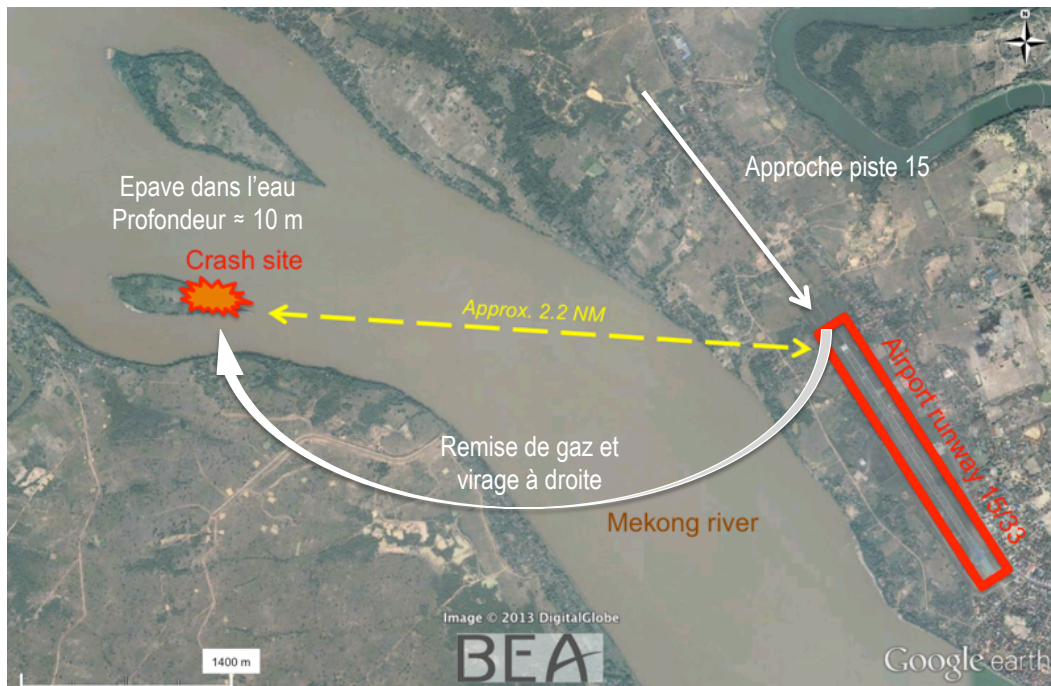 N
Approche piste 15
Epave dans l'eau
Profondeur ≈ 10 m
Crash site
Approx. 2.2 NM
Airport runway 15/33
Remise de gaz et
virage à droite
Mekong river
Image © 2013 DigitalGlobe
BEA
1400 m
Google earth